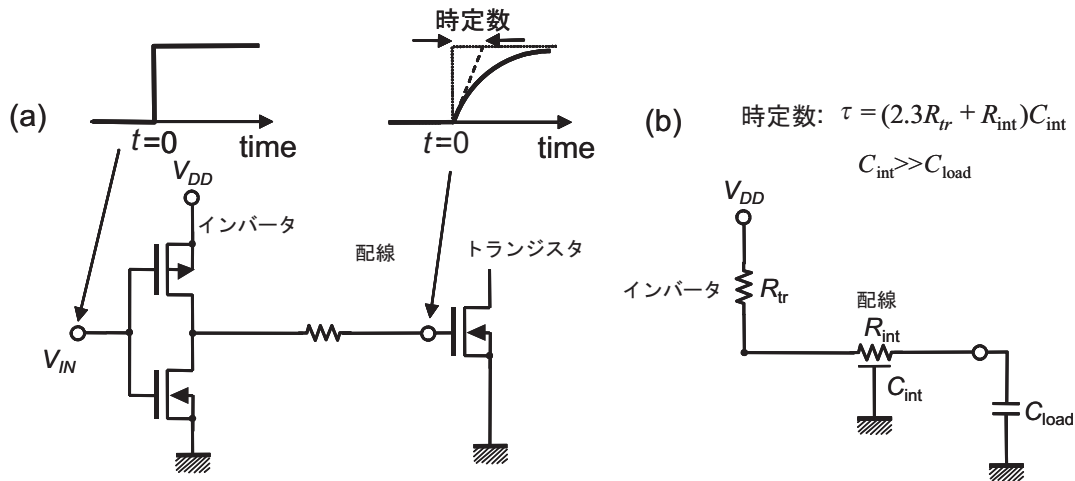 時定数
(a)
t=0
time
t=0
time
V_DD
インバータ
配線
トランジスタ
V_IN
(b)
時定数: τ = (2.3R_tr + R_int)C_int
C_int>>C_load
V_DD
インバータ
R_tr
配線
R_int
C_int
C_load